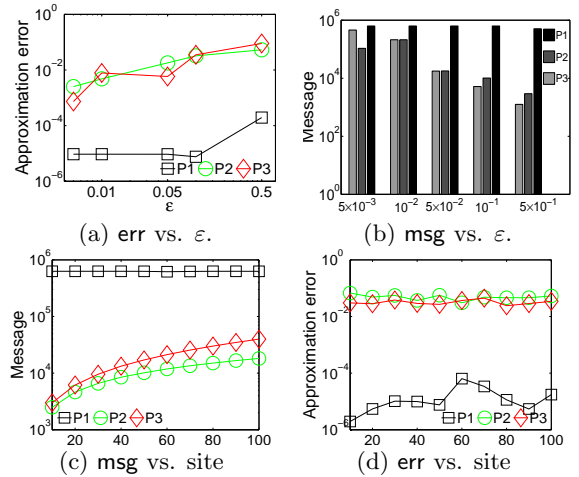 Approximation error
10^0
10^-2
10^-4
10^-6
0.01 0.05 0.5
ε
P1 P2 P3
(a) err vs. ε.
Message
10^6
10^4
10^2
10^0
5×10^-3 10^-2 5×10^-2 10^-1 5×10^-1
P1
P2
P3
(b) msg vs. ε.
Message
10^6
10^5
10^4
10^3
20 40 60 80 100
P1 P2 P3
(c) msg vs. site
Approximation error
10^0
10^-2
10^-4
10^-6
20 40 60 80 100
P1 P2 P3
(d) err vs. site